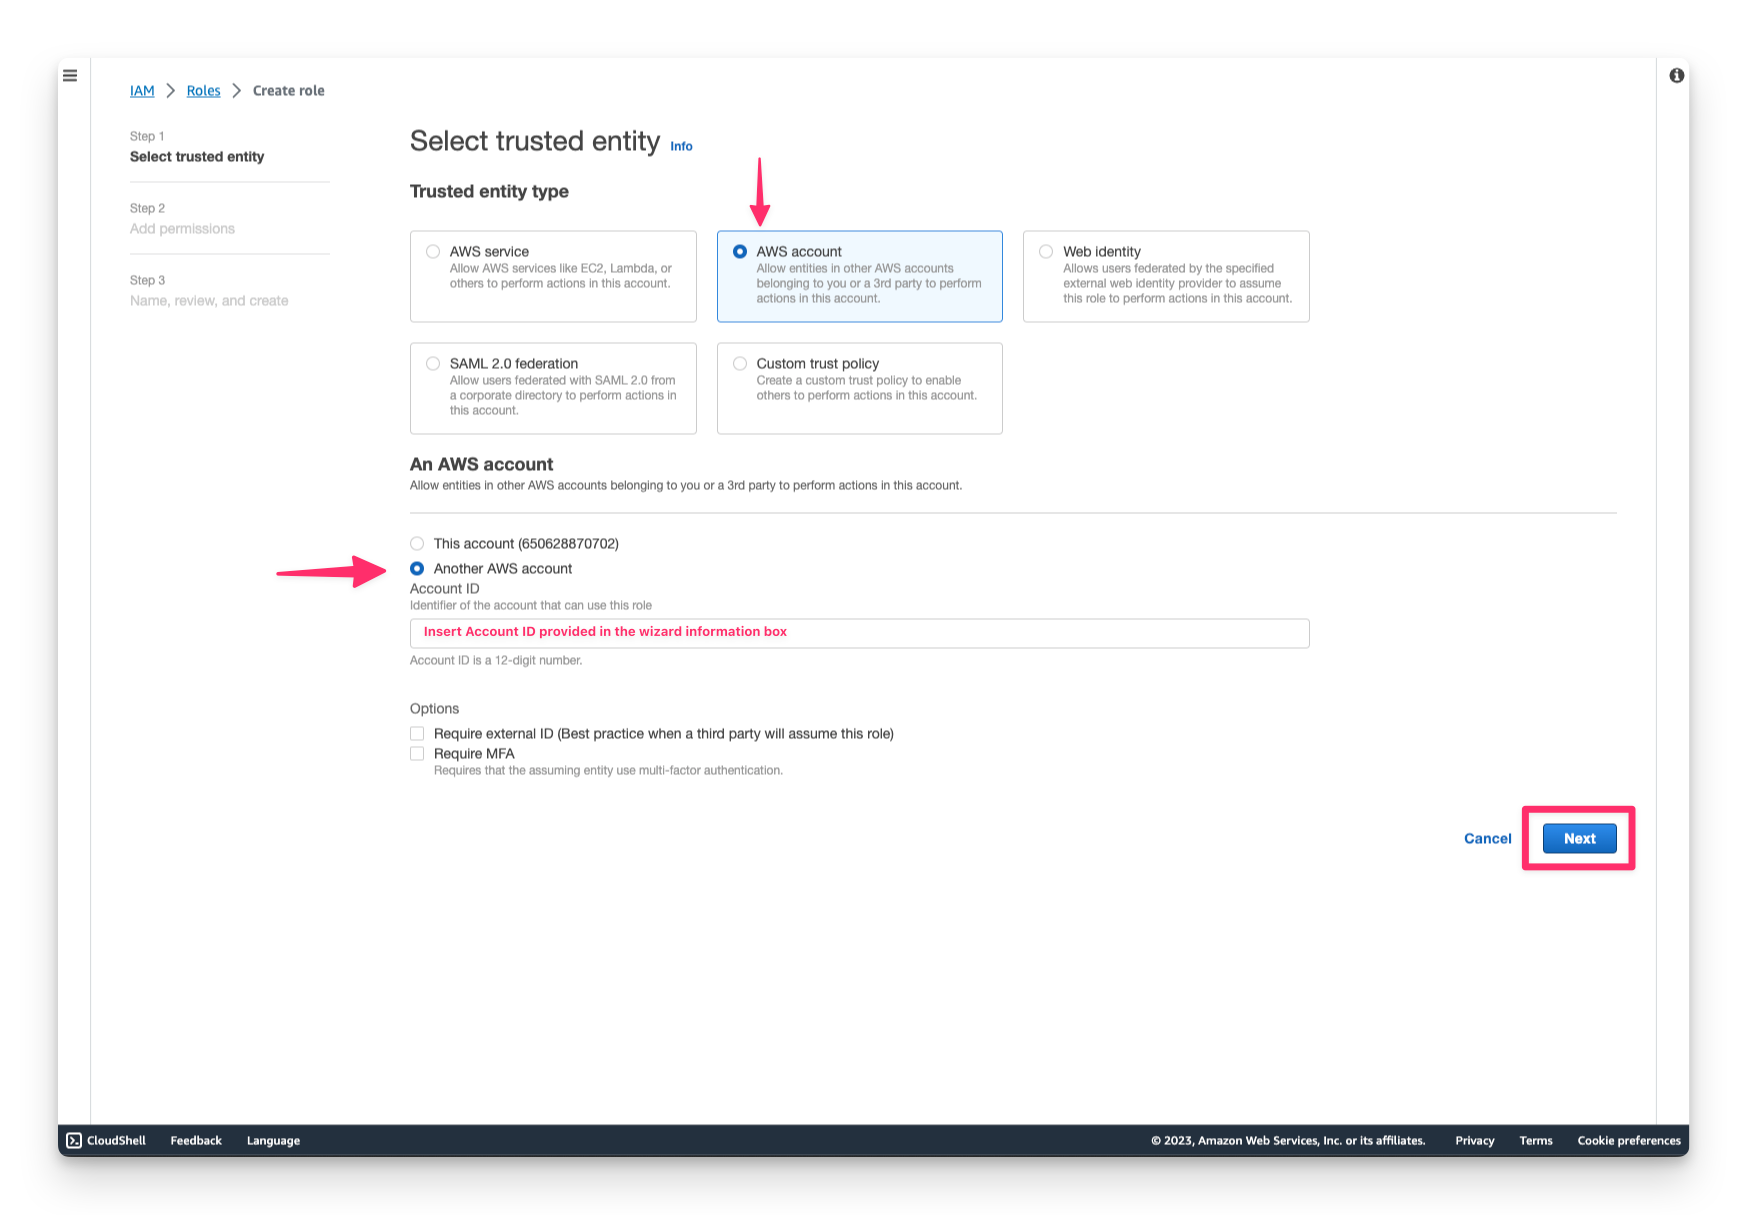 IAM > Roles > Create role
Step 1
Select trusted entity
Step 2
Add permissions
Step 3
Name, review, and create
Select trusted entity Info
Trusted entity type
AWS service
Allow AWS services like EC2, Lambda, or
others to perform actions in this account.
AWS account
Allow entities in other AWS accounts
belonging to you or a 3rd party to perform
actions in this account.
Web identity
Allows users federated by the specified
external web identity provider to assume
this role to perform actions in this account.
SAML 2.0 federation
Allow users federated with SAML 2.0 from
a corporate directory to perform actions in
this account.
Custom trust policy
Create a custom trust policy to enable
others to perform actions in this account.
An AWS account
Allow entities in other AWS accounts belonging to you or a 3rd party to perform actions in this account.
This account (650628870702)
Another AWS account
Account ID
Identifier of the account that can use this role
Insert Account ID provided in the wizard information box
Account ID is a 12-digit number.
Options
Require external ID (Best practice when a third party will assume this role)
Require MFA
Requires that the assuming entity use multi-factor authentication.
Cancel Next
CloudShell Feedback Language © 2023, Amazon Web Services, Inc. or its affiliates. Privacy Terms Cookie preferences